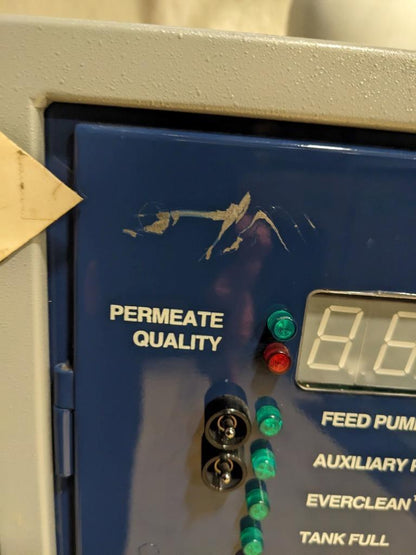 PERMEATE
QUALITY
FEED PUM
AUXILIARY
EVERCLEAN
TANK FULL